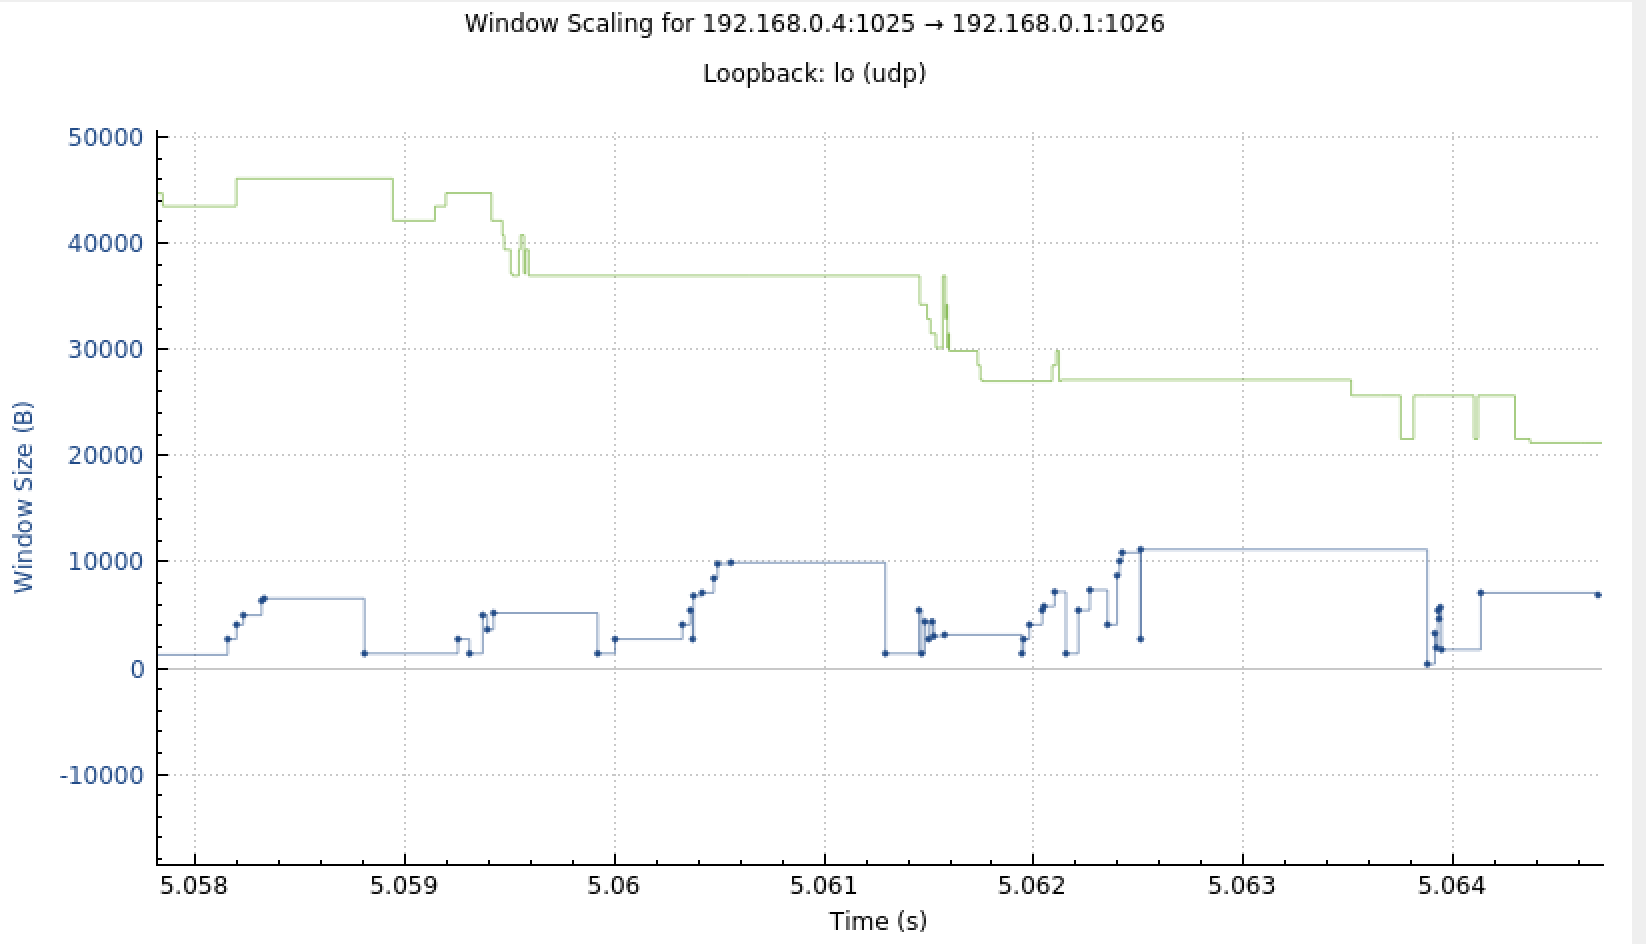 Window Scaling for 192.168.0.4:1025 → 192.168.0.1:1026
Loopback: lo (udp)
Window Size (B)
50000
40000
30000
20000
10000
0
-10000
5.058 5.059 5.06 5.061 5.062 5.063 5.064
Time (s)